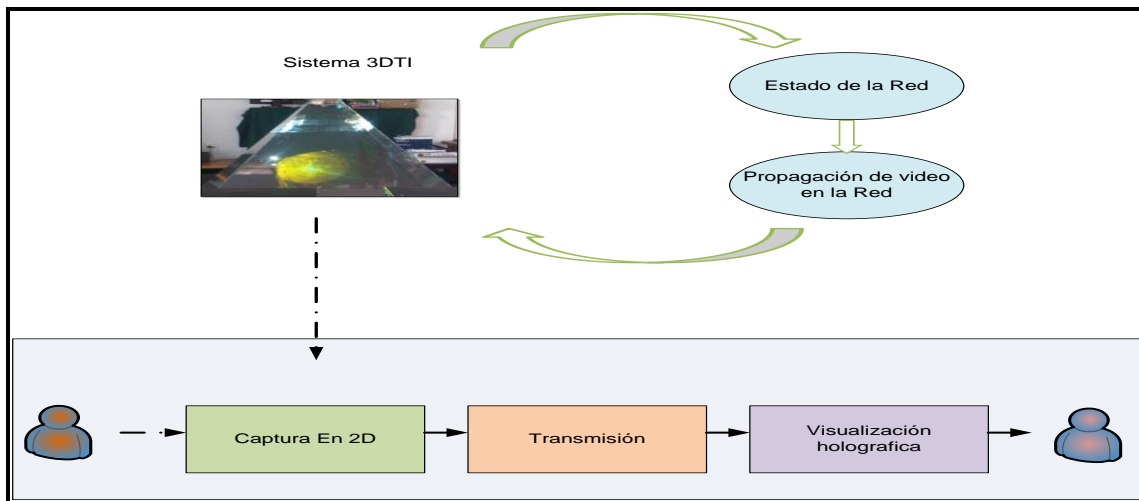 Sistema 3DTI
Estado de la Red
Propagación de video
en la Red
Captura En 2D
Transmisión
Visualización
holografica